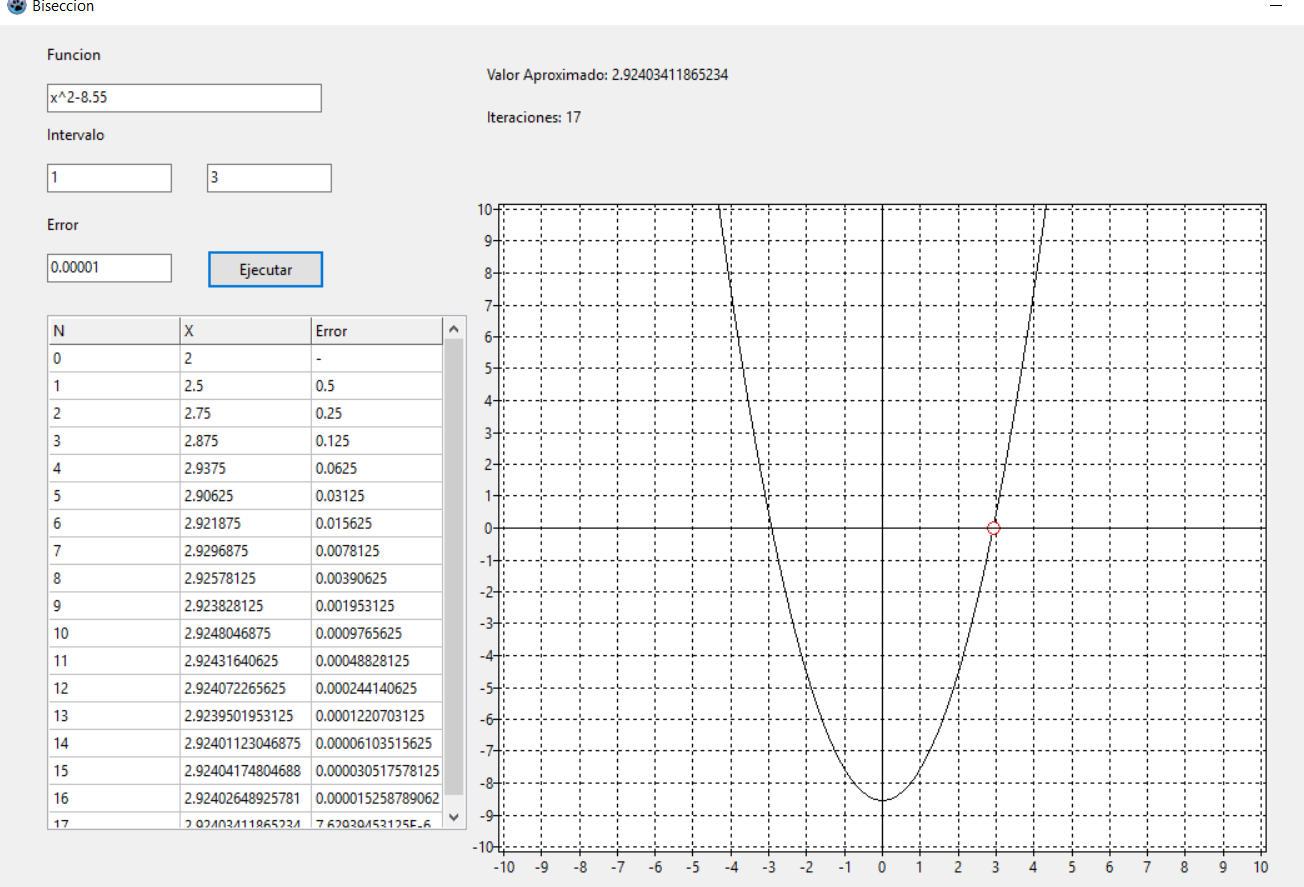 Biseccion
Funcion
x^2-8.55
Intervalo
1 3
Error
0.00001 Ejecutar
Valor Aproximado: 2.92403411865234
Iteraciones: 17
N X Error
0 2 -
1 2.5 0.5
2 2.75 0.25
3 2.875 0.125
4 2.9375 0.0625
5 2.90625 0.03125
6 2.921875 0.015625
7 2.9296875 0.0078125
8 2.92578125 0.00390625
9 2.923828125 0.001953125
10 2.9248046875 0.0009765625
11 2.92431640625 0.00048828125
12 2.924072265625 0.000244140625
13 2.9239501953125 0.0001220703125
14 2.92401123046875 0.00006103515625
15 2.92404174804688 0.000030517578125
16 2.92402648925781 0.000015258789062
17 2.92403411865234 7.62939453125E-6
10
9
8
7
6
5
4
3
2
1
0
-1
-2
-3
-4
-5
-6
-7
-8
-9
-10
-10 -9 -8 -7 -6 -5 -4 -3 -2 -1 0 1 2 3 4 5 6 7 8 9 10